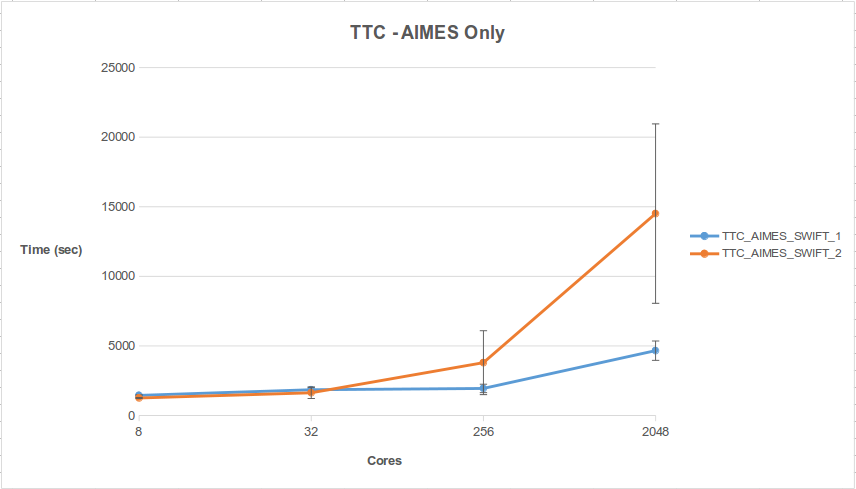 TTC - AIMES Only
25000
20000
15000
10000
5000
0
Time (sec)
8 32 256 2048
Cores
TTC_AIMES_SWIFT_1
TTC_AIMES_SWIFT_2